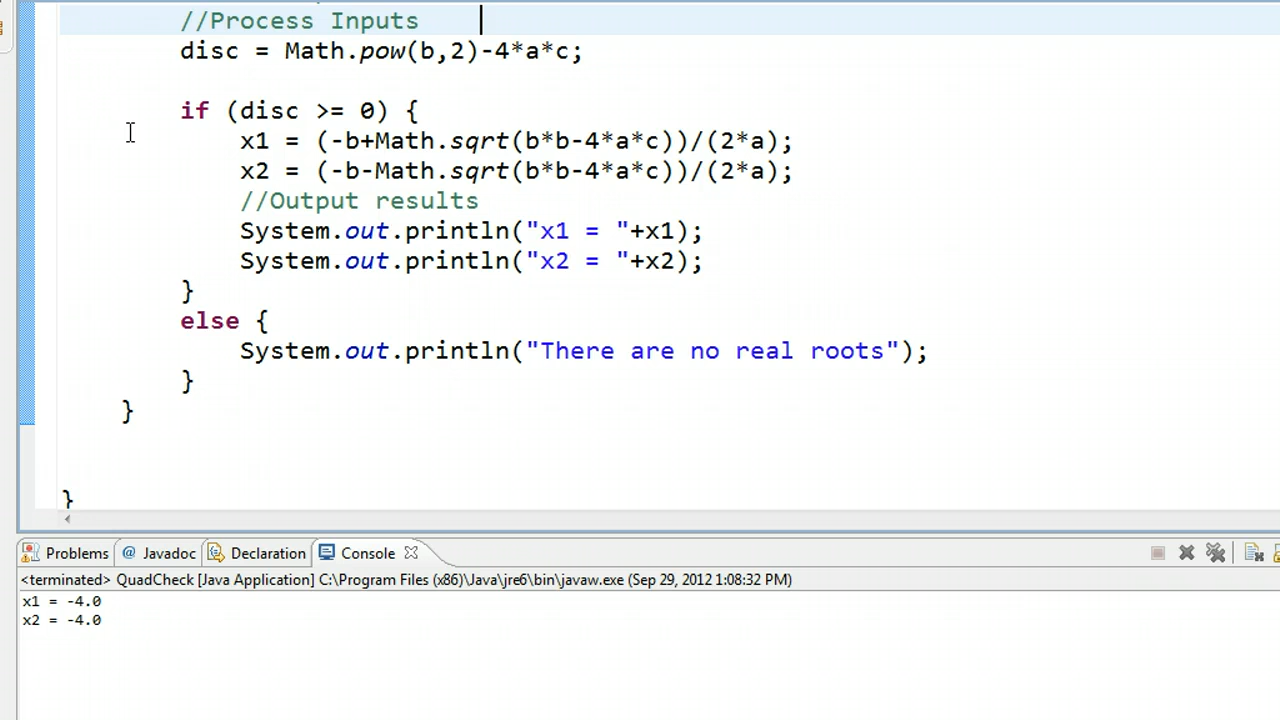 //Process Inputs
disc = Math.pow(b,2)-4*a*c;
if (disc >= 0) {
x1 = (-b+Math.sqrt(b*b-4*a*c))/(2*a);
x2 = (-b-Math.sqrt(b*b-4*a*c))/(2*a);
//Output results
System.out.println("x1 = "+x1);
System.out.println("x2 = "+x2);
}
else {
System.out.println("There are no real roots");
}
}
}
Problems @ Javadoc Declaration Console
<terminated> QuadCheck [Java Application] C:\Program Files (x86)\Java\jre6\bin\javaw.exe (Sep 29, 2012 1:08:32 PM)
x1 = -4.0
x2 = -4.0